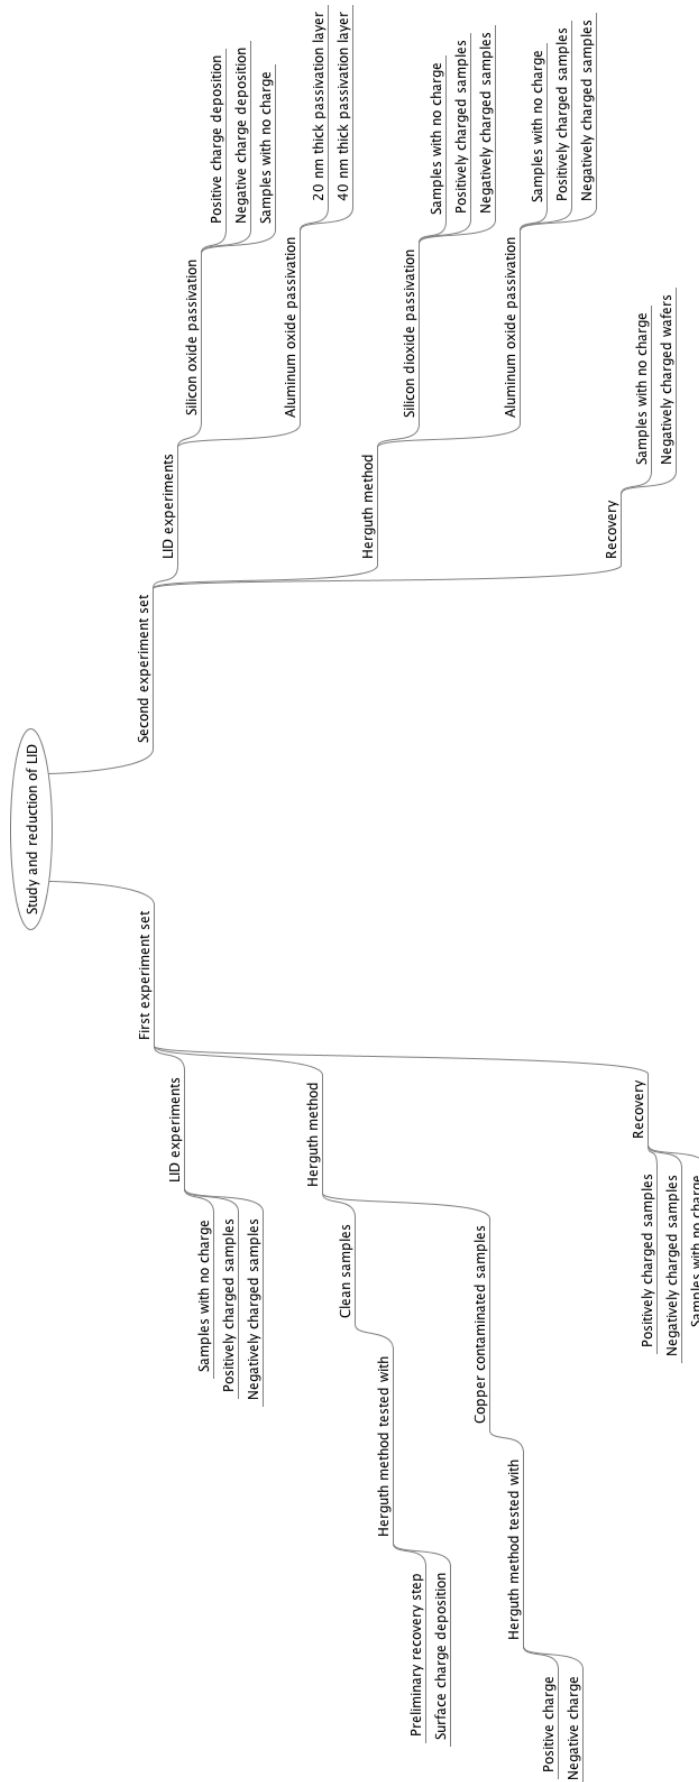 Study and reduction of LID
First experiment set
LID experiments
Samples with no charge
Positively charged samples
Negatively charged samples
Herguth method
Clean samples
Herguth method tested with
Preliminary recovery step
Surface charge deposition
Copper contaminated samples
Herguth method tested with
Positive charge
Negative charge
Recovery
Positively charged samples
Negatively charged samples
Samples with no charge
Second experiment set
LID experiments
Silicon oxide passivation
Positive charge deposition
Negative charge deposition
Samples with no charge
Aluminum oxide passivation
20 nm thick passivation layer
40 nm thick passivation layer
Herguth method
Silicon dioxide passivation
Samples with no charge
Positively charged samples
Negatively charged samples
Aluminum oxide passivation
Samples with no charge
Positively charged samples
Negatively charged samples
Recovery
Samples with no charge
Negatively charged wafers